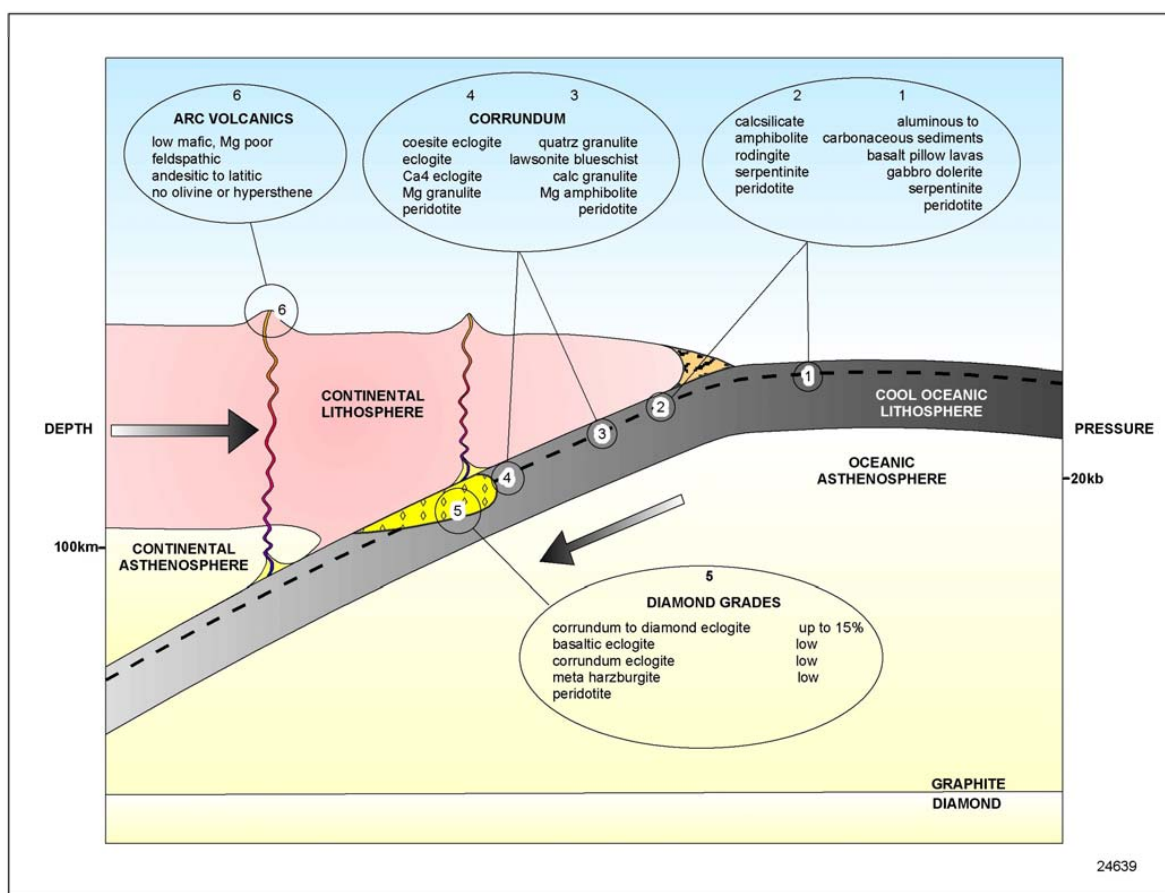 6
ARC VOLCANICS
low mafic, Mg poor
feldspathic
andesitic to latitic
no olivine or hypersthene
4 3
CORRUNDUM
coesite eclogite quatrz granulite
eclogite lawsonite blueschist
Ca4 eclogite calc granulite
Mg granulite Mg amphibolite
peridotite peridotite
2 1
calcsilicate aluminous to
amphibolite carbonaceous sediments
rodingite basalt pillow lavas
serpentinite gabbro dolerite
peridotite serpentinite
peridotite
6
1
CONTINENTAL
LITHOSPHERE
COOL OCEANIC
LITHOSPHERE
2
DEPTH
3
PRESSURE
OCEANIC
ASTHENOSPHERE
4
20kb
5
100km
CONTINENTAL
ASTHENOSPHERE
5
DIAMOND GRADES
corrundum to diamond eclogite up to 15%
basaltic eclogite low
corrundum eclogite low
meta harzburgite low
peridotite
GRAPHITE
DIAMOND
24639